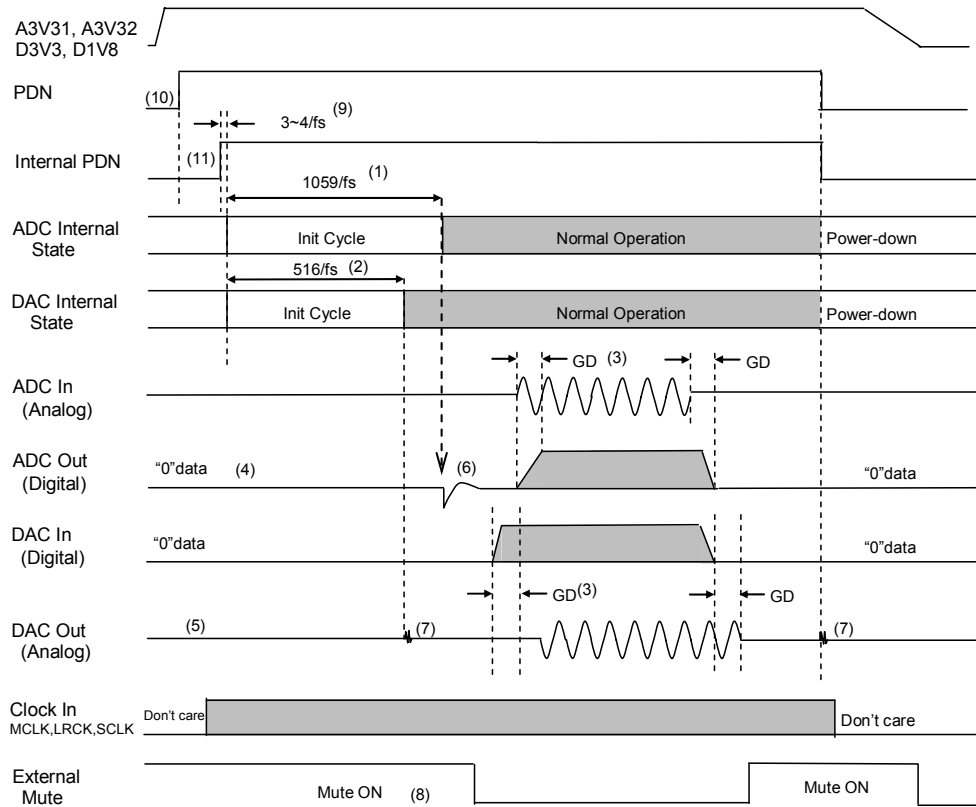 A3V31, A3V32
D3V3, D1V8
PDN
(10)
3~4/fs (9)
Internal PDN
(11)
1059/fs (1)
ADC Internal
State
Init Cycle
Normal Operation
Power-down
516/fs (2)
DAC Internal
State
Init Cycle
Normal Operation
Power-down
GD (3)
GD
ADC In
(Analog)
ADC Out
(Digital)
“0”data (4)
(6)
“0”data
DAC In
(Digital)
“0”data
“0”data
GD(3)
GD
DAC Out
(Analog)
(5)
(7)
(7)
Clock In
MCLK,LRCK,SCLK
Don’t care
Don’t care
External
Mute
Mute ON (8)
Mute ON